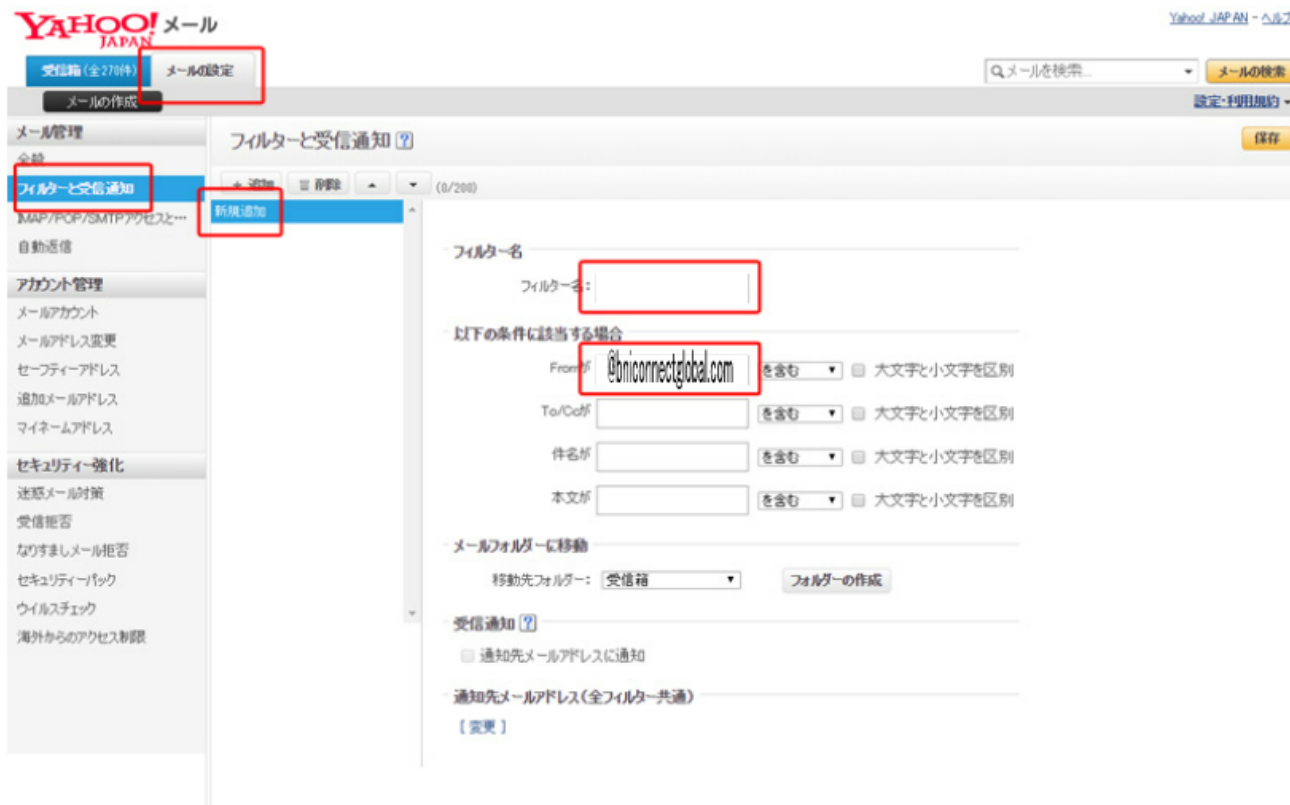 YAHOO! メール
JAPAN
Yahoo! JAPAN - ヘルプ
受信箱(全270件)
メールの設定
メールを検索...
メールの検索
メールの作成
設定・利用規約
メール管理
全般
フィルターと受信通知
IMAP/POP/SMTPアクセスと…
自動返信
アカウント管理
メールアカウント
メールアドレス変更
セーフティーアドレス
追加メールアドレス
マイネームアドレス
セキュリティー強化
迷惑メール対策
受信拒否
なりすましメール拒否
セキュリティーパック
ウイルスチェック
海外からのアクセス制限
フィルターと受信通知 ?
保存
+ 追加 削除 (0/200)
新規追加
フィルター名
フィルター名:
以下の条件に該当する場合
Fromが @bniconnectglobal.com を含む 大文字と小文字を区別
To/Ccが を含む 大文字と小文字を区別
件名が を含む 大文字と小文字を区別
本文が を含む 大文字と小文字を区別
メールフォルダーに移動
移動先フォルダー: 受信箱 フォルダーの作成
受信通知 ?
通知先メールアドレスに通知
通知先メールアドレス(全フィルター共通)
[ 変更 ]